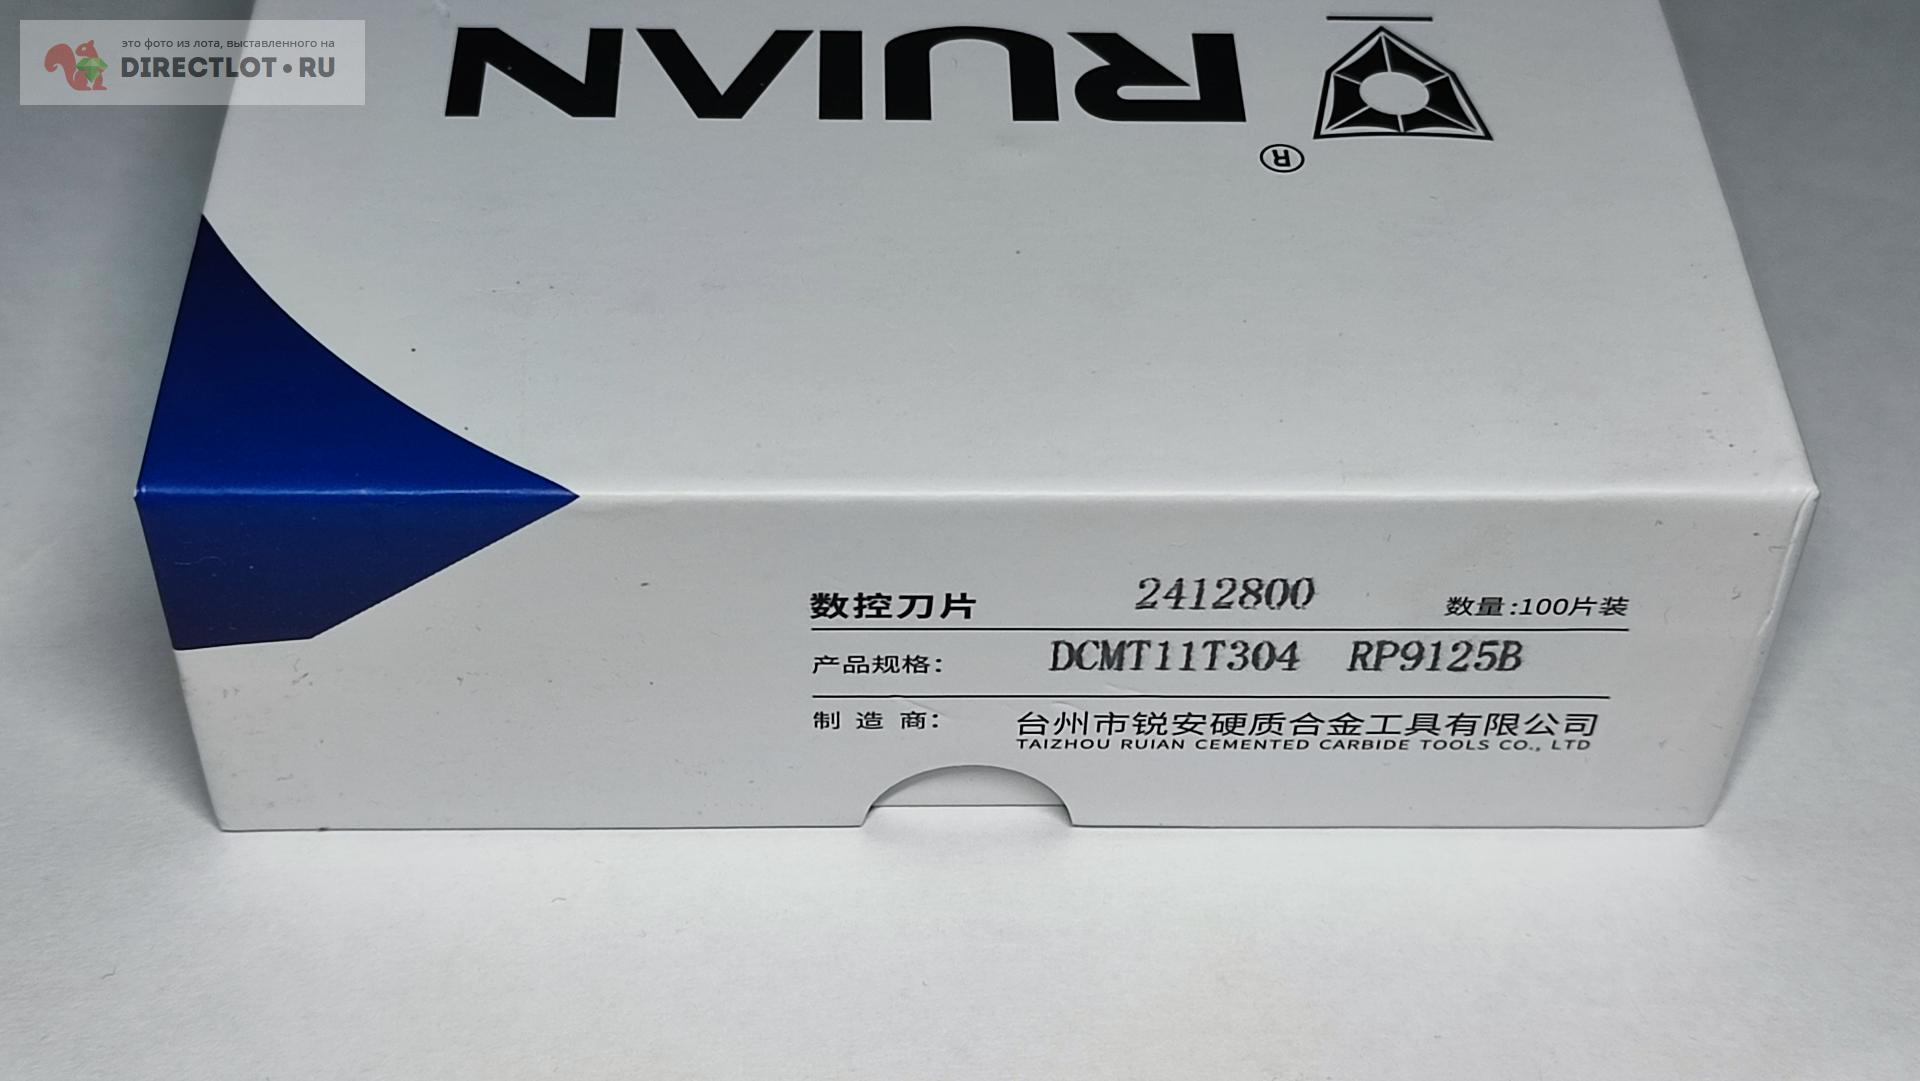 это фото из лота, выставленного на
DIRECTLOT•RU
RUIAN
®
数控刀片 2412800 数量:100片装
产品规格: DCMT11T304 RP9125B
制 造 商: 台州市锐安硬质合金工具有限公司
TAIZHOU RUIAN CEMENTED CARBIDE TOOLS CO., LTD